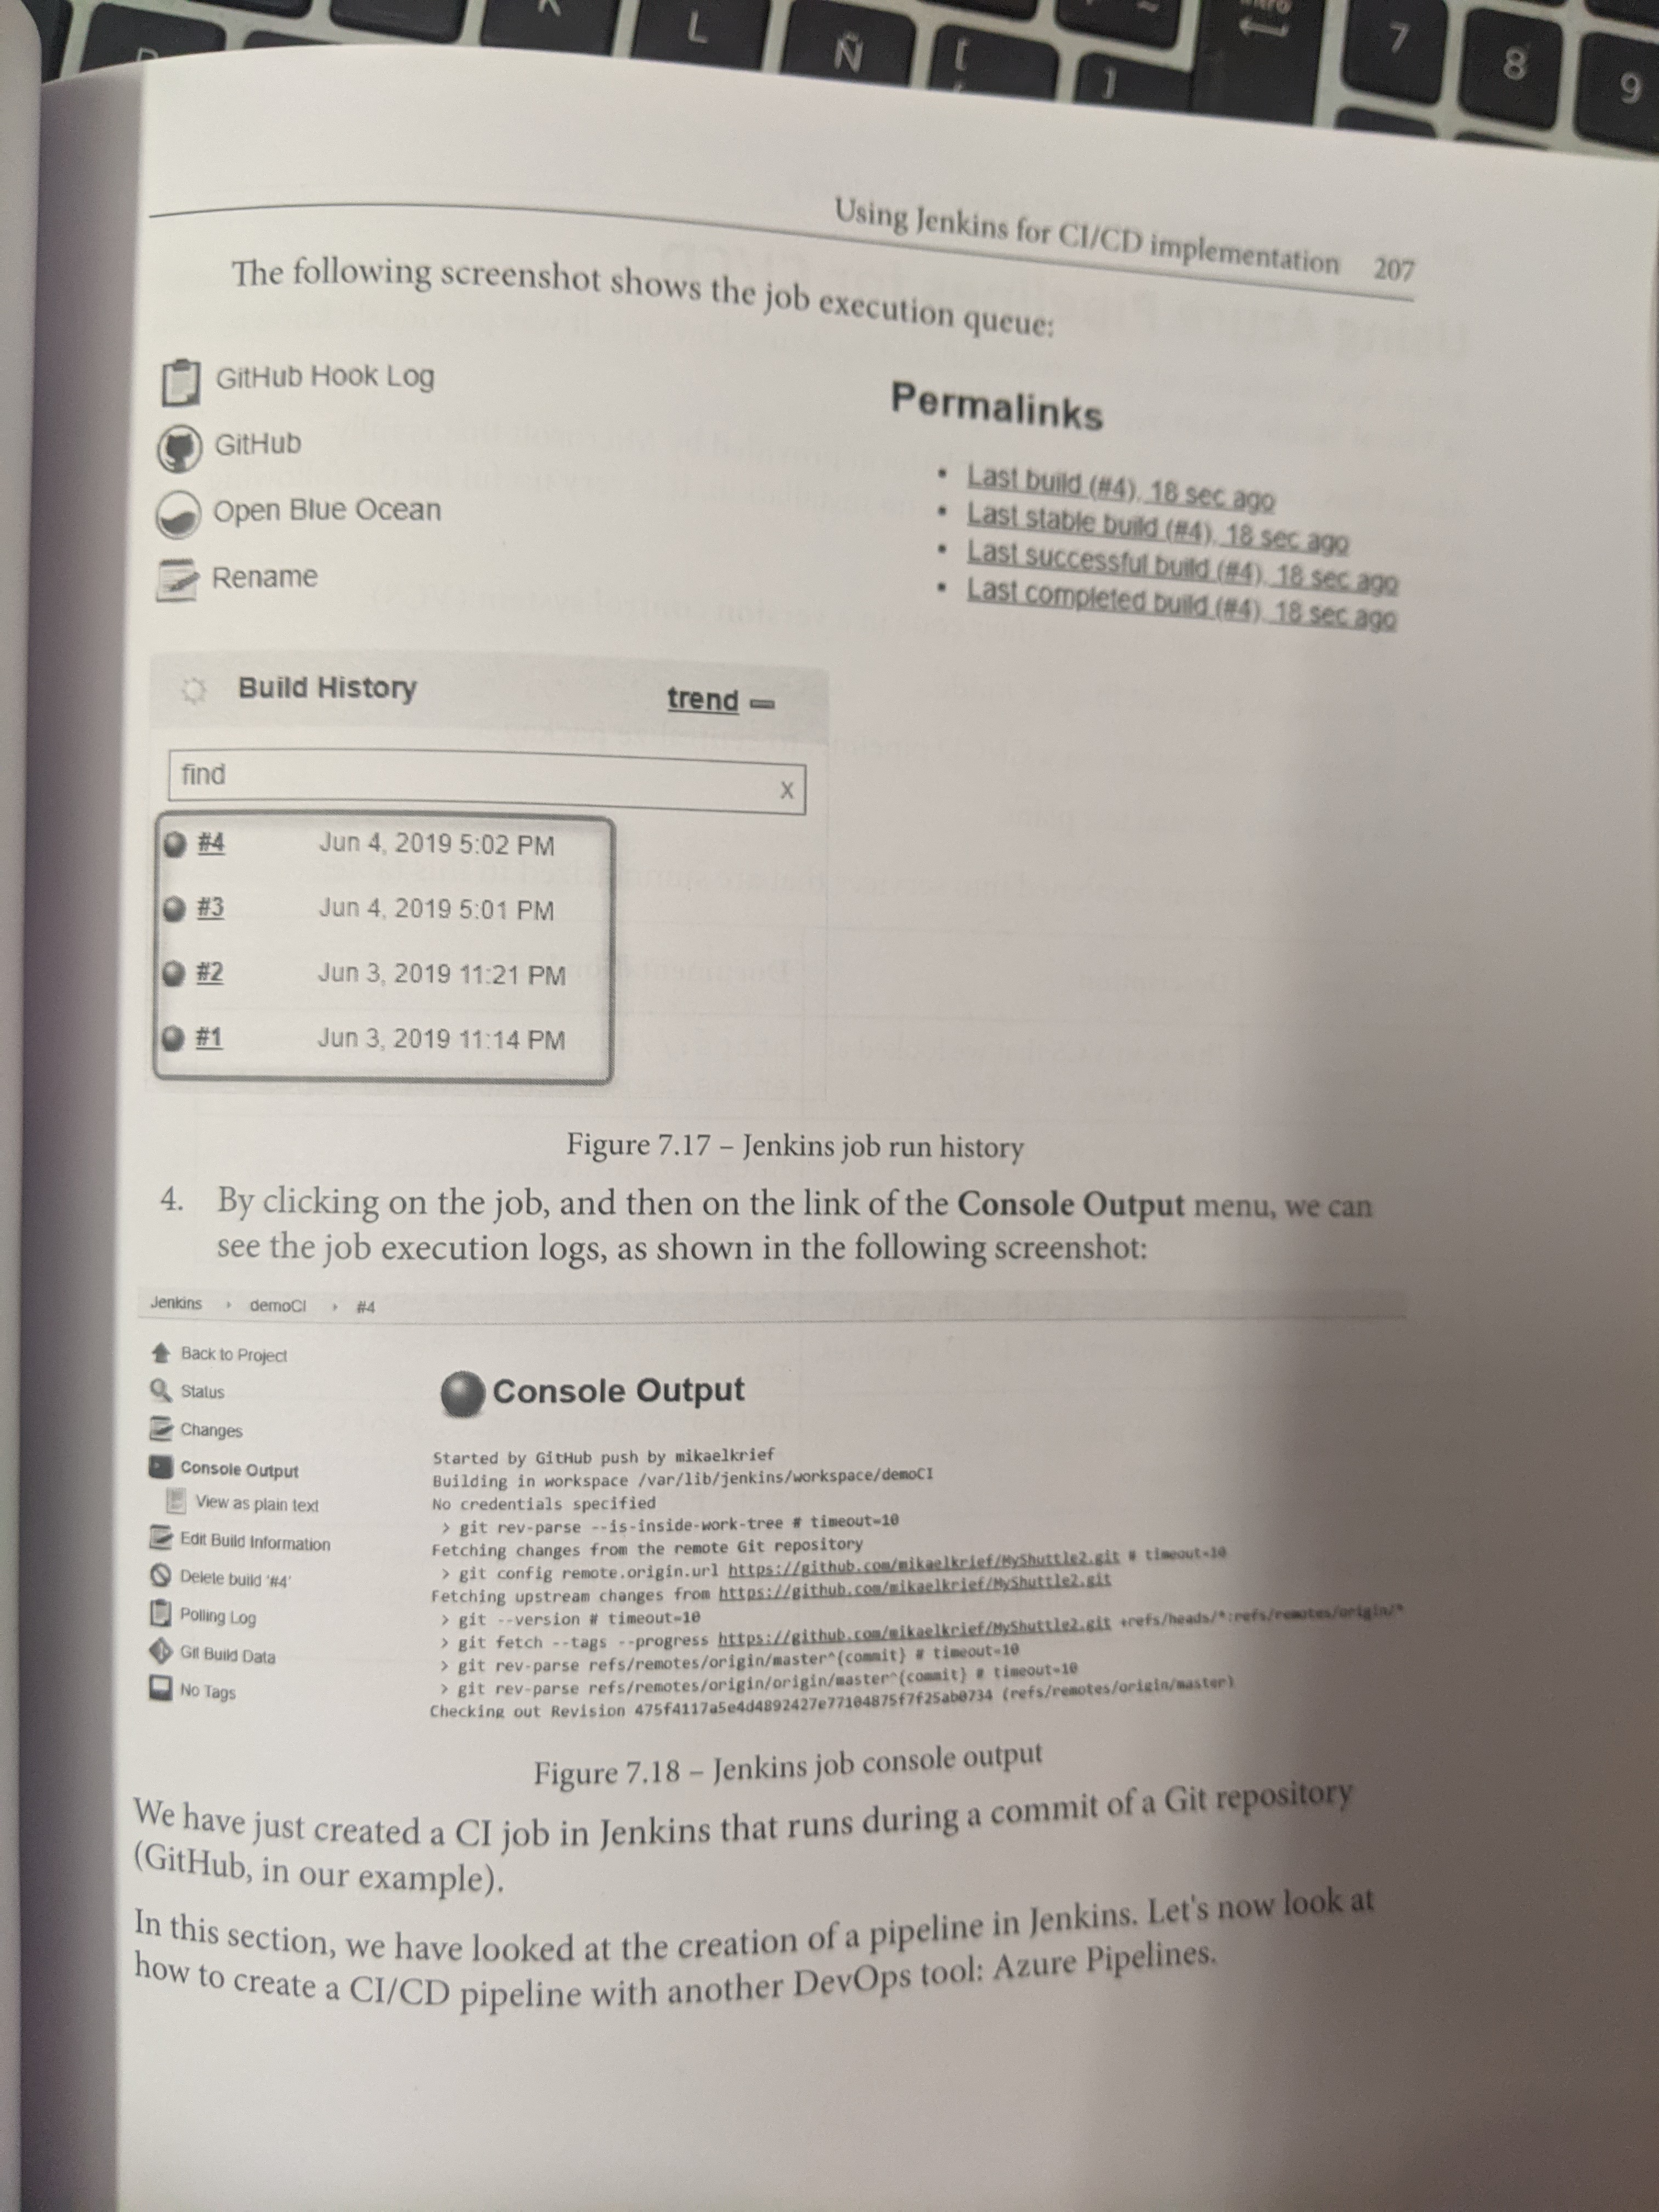 L
Ñ
[
]
7
8
9
Using Jenkins for CI/CD implementation 207
The following screenshot shows the job execution queue:
GitHub Hook Log
GitHub
Open Blue Ocean
Rename
Permalinks
• Last build (#4), 18 sec ago
• Last stable build (#4), 18 sec ago
• Last successful build (#4), 18 sec ago
• Last completed build (#4), 18 sec ago
Build History trend
find X
#4 Jun 4, 2019 5:02 PM
#3 Jun 4, 2019 5:01 PM
#2 Jun 3, 2019 11:21 PM
#1 Jun 3, 2019 11:14 PM
Figure 7.17 – Jenkins job run history
4. By clicking on the job, and then on the link of the Console Output menu, we can
see the job execution logs, as shown in the following screenshot:
Jenkins › demoCI › #4
Back to Project
Status
Changes
Console Output
View as plain text
Edit Build Information
Delete build '#4'
Polling Log
Git Build Data
No Tags
Console Output
Started by GitHub push by mikaelkrief
Building in workspace /var/lib/jenkins/workspace/demoCI
No credentials specified
> git rev-parse --is-inside-work-tree # timeout=10
Fetching changes from the remote Git repository
> git config remote.origin.url https://github.com/mikaelkrief/MyShuttle2.git # timeout=10
Fetching upstream changes from https://github.com/mikaelkrief/MyShuttle2.git
> git --version # timeout=10
> git fetch --tags --progress https://github.com/mikaelkrief/MyShuttle2.git +refs/heads/*:refs/remotes/origin/*
> git rev-parse refs/remotes/origin/master^{commit} # timeout=10
> git rev-parse refs/remotes/origin/origin/master^{commit} # timeout=10
Checking out Revision 475f4117a5e4d4892427e77104875f7f25ab0734 (refs/remotes/origin/master)
Figure 7.18 – Jenkins job console output
We have just created a CI job in Jenkins that runs during a commit of a Git repository
(GitHub, in our example).
In this section, we have looked at the creation of a pipeline in Jenkins. Let's now look at
how to create a CI/CD pipeline with another DevOps tool: Azure Pipelines.